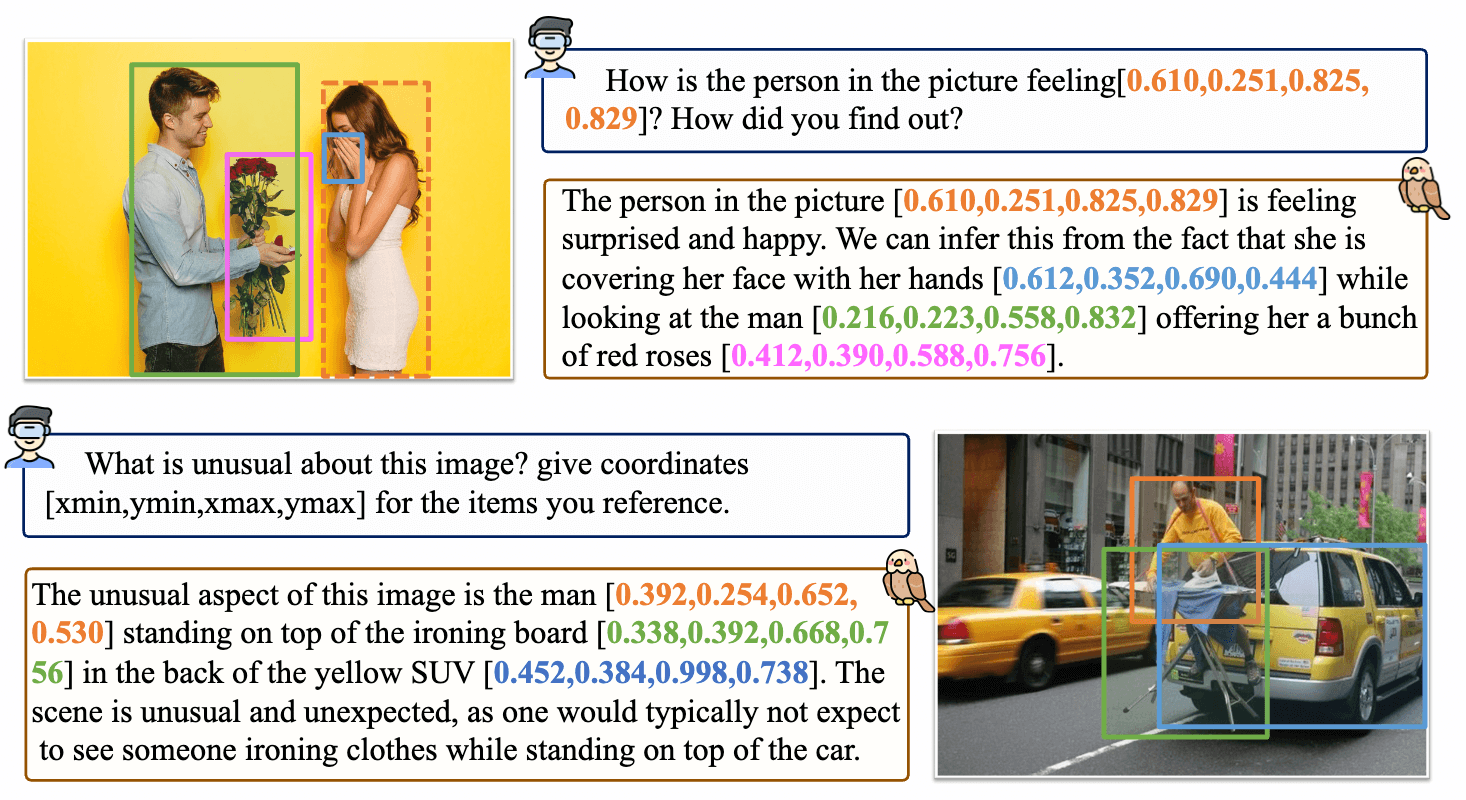 How is the person in the picture feeling[0.610,0.251,0.825,
0.829]? How did you find out?
The person in the picture [0.610,0.251,0.825,0.829] is feeling
surprised and happy. We can infer this from the fact that she is
covering her face with her hands [0.612,0.352,0.690,0.444] while
looking at the man [0.216,0.223,0.558,0.832] offering her a bunch
of red roses [0.412,0.390,0.588,0.756].
What is unusual about this image? give coordinates
[xmin,ymin,xmax,ymax] for the items you reference.
The unusual aspect of this image is the man [0.392,0.254,0.652,
0.530] standing on top of the ironing board [0.338,0.392,0.668,0.7
56] in the back of the yellow SUV [0.452,0.384,0.998,0.738]. The
scene is unusual and unexpected, as one would typically not expect
to see someone ironing clothes while standing on top of the car.